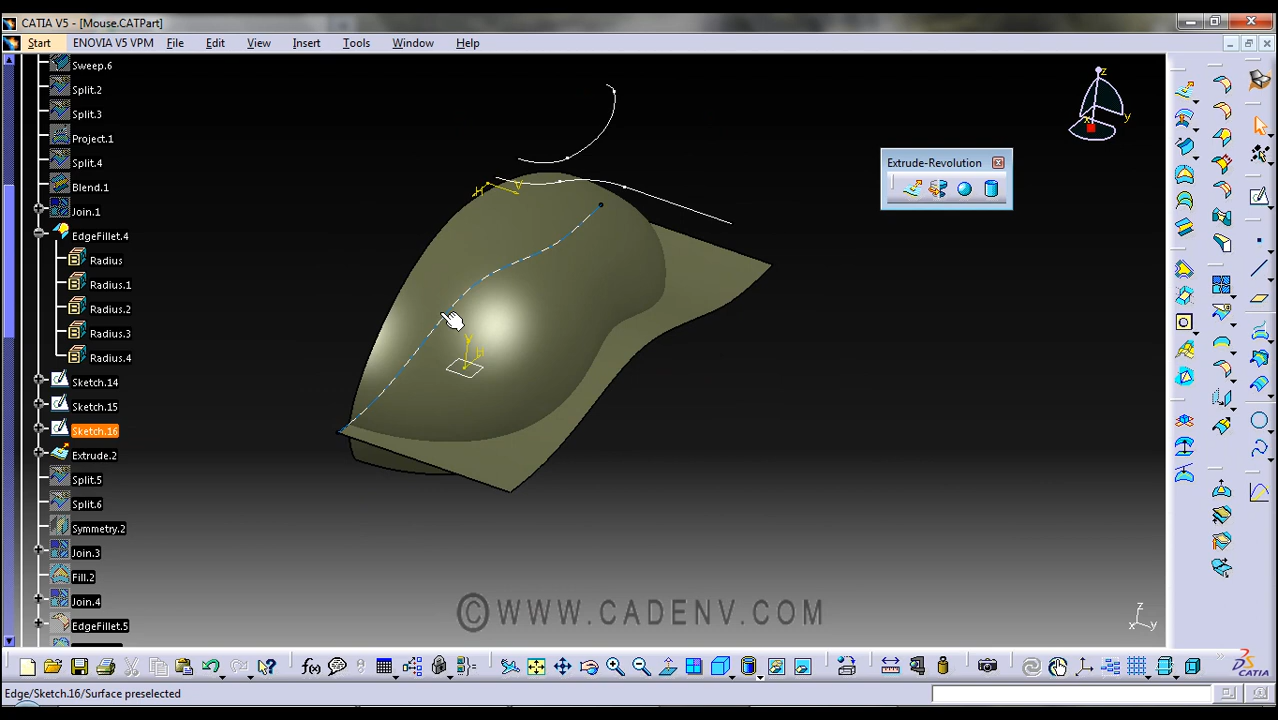 CATIA V5 - [Mouse.CATPart]
Start ENOVIA V5 VPM File Edit View Insert Tools Window Help
Sweep.6
Split.2
Split.3
Project.1
Split.4
Blend.1
Join.1
EdgeFillet.4
Radius
Radius.1
Radius.2
Radius.3
Radius.4
Sketch.14
Sketch.15
Sketch.16
Extrude.2
Split.5
Split.6
Symmetry.2
Join.3
Fill.2
Join.4
EdgeFillet.5
H V
V H
Extrude-Revolution
z
x y
©WWW.CADENV.COM
z
x y
f(x)
CATIA
Edge/Sketch.16/Surface preselected